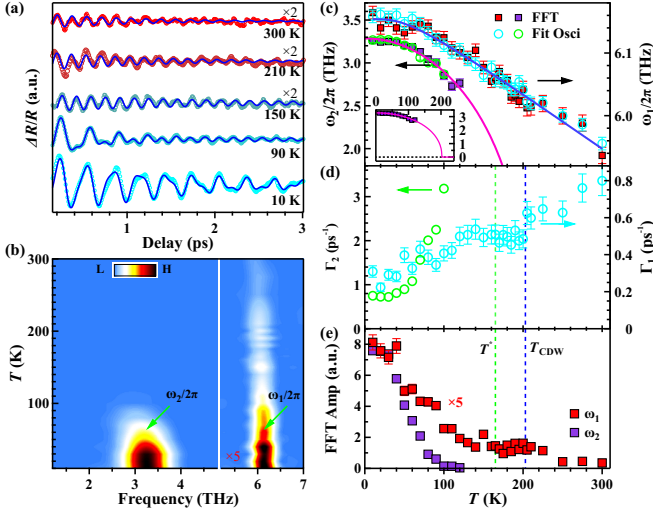 (a)
×2
300 K
×2
210 K
×2
150 K
90 K
10 K
ΔR/R (a.u.)
0 1 2 3
Delay (ps)
(b)
L H
300
200
100
T (K)
ω₂/2π
ω₁/2π
×5
1 2 3 4 5 6 7
Frequency (THz)
(c)
FFT
Fit Osci
3.5
3.0
2.5
2.0
ω₂/2π (THz)
6.1
6.0
ω₁/2π (THz)
0 100 200
3
2
1
0
(d)
3
2
1
0
Γ₂ (ps⁻¹)
0.8
0.6
0.4
0.2
0.0
Γ₁ (ps⁻¹)
(e)
T*
T_CDW
×5
ω₁
ω₂
8
6
4
2
0
FFT Amp (a.u.)
0 50 100 150 200 250 300
T (K)